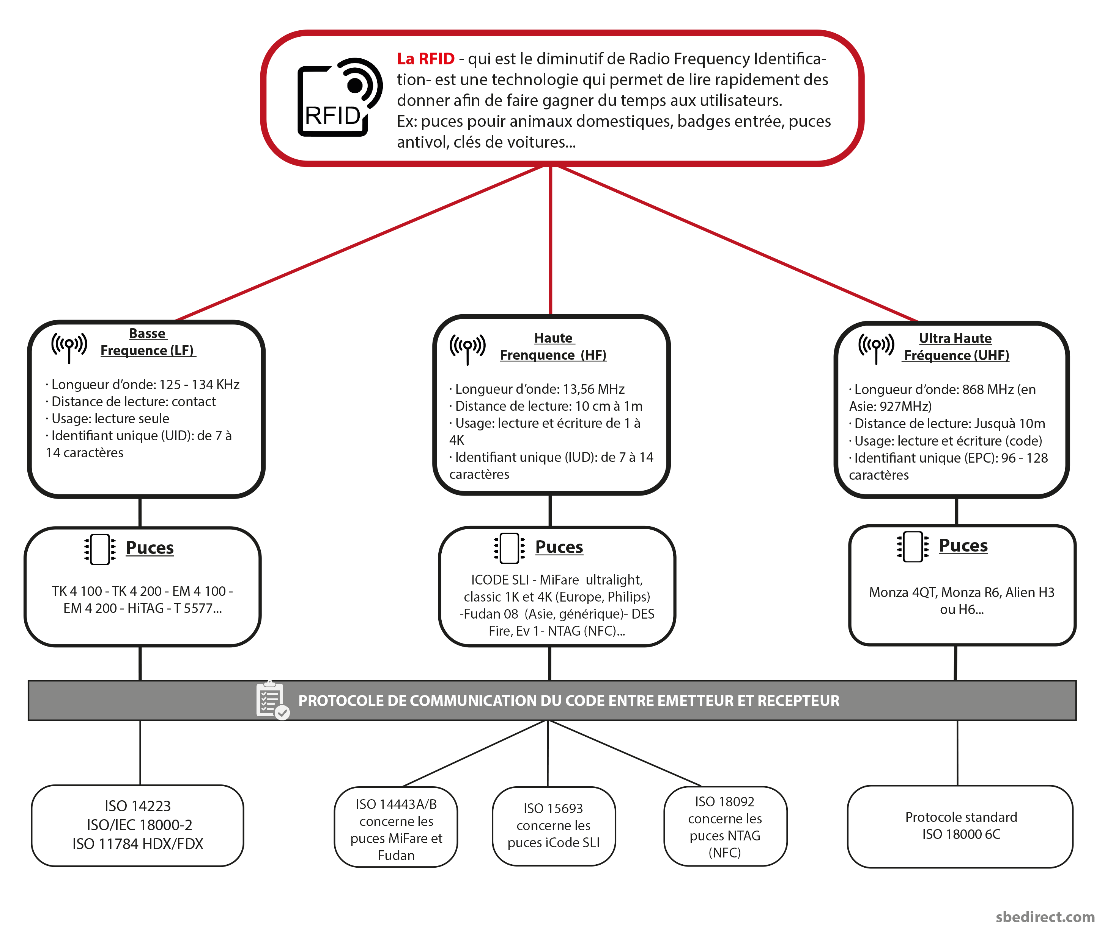 La RFID - qui est le diminutif de Radio Frequency Identifica-
tion- est une technologie qui permet de lire rapidement des
donner afin de faire gagner du temps aux utilisateurs.
Ex: puces pouir animaux domestiques, badges entrée, puces
antivol, clés de voitures...
RFID
Basse
Frequence (LF)
· Longueur d'onde: 125 - 134 KHz
· Distance de lecture: contact
· Usage: lecture seule
· Identifiant unique (UID): de 7 à
14 caractères
Haute
Frenquence (HF)
· Longueur d'onde: 13,56 MHz
· Distance de lecture: 10 cm à 1m
· Usage: lecture et écriture de 1 à
4K
· Identifiant unique (IUD): de 7 à 14
caractères
Ultra Haute
Fréquence (UHF)
· Longueur d'onde: 868 MHz (en
Asie: 927MHz)
· Distance de lecture: Jusquà 10m
· Usage: lecture et écriture (code)
· Identifiant unique (EPC): 96 - 128
caractères
Puces
TK 4 100 - TK 4 200 - EM 4 100 -
EM 4 200 - HiTAG - T 5577...
Puces
ICODE SLI - MiFare ultralight,
classic 1K et 4K (Europe, Philips)
-Fudan 08 (Asie, générique)- DES
Fire, Ev 1- NTAG (NFC)...
Puces
Monza 4QT, Monza R6, Alien H3
ou H6...
PROTOCOLE DE COMMUNICATION DU CODE ENTRE EMETTEUR ET RECEPTEUR
ISO 14223
ISO/IEC 18000-2
ISO 11784 HDX/FDX
ISO 14443A/B
concerne les
puces MiFare et
Fudan
ISO 15693
concerne les
puces iCode SLI
ISO 18092
concerne les
puces NTAG
(NFC)
Protocole standard
ISO 18000 6C
sbedirect.com